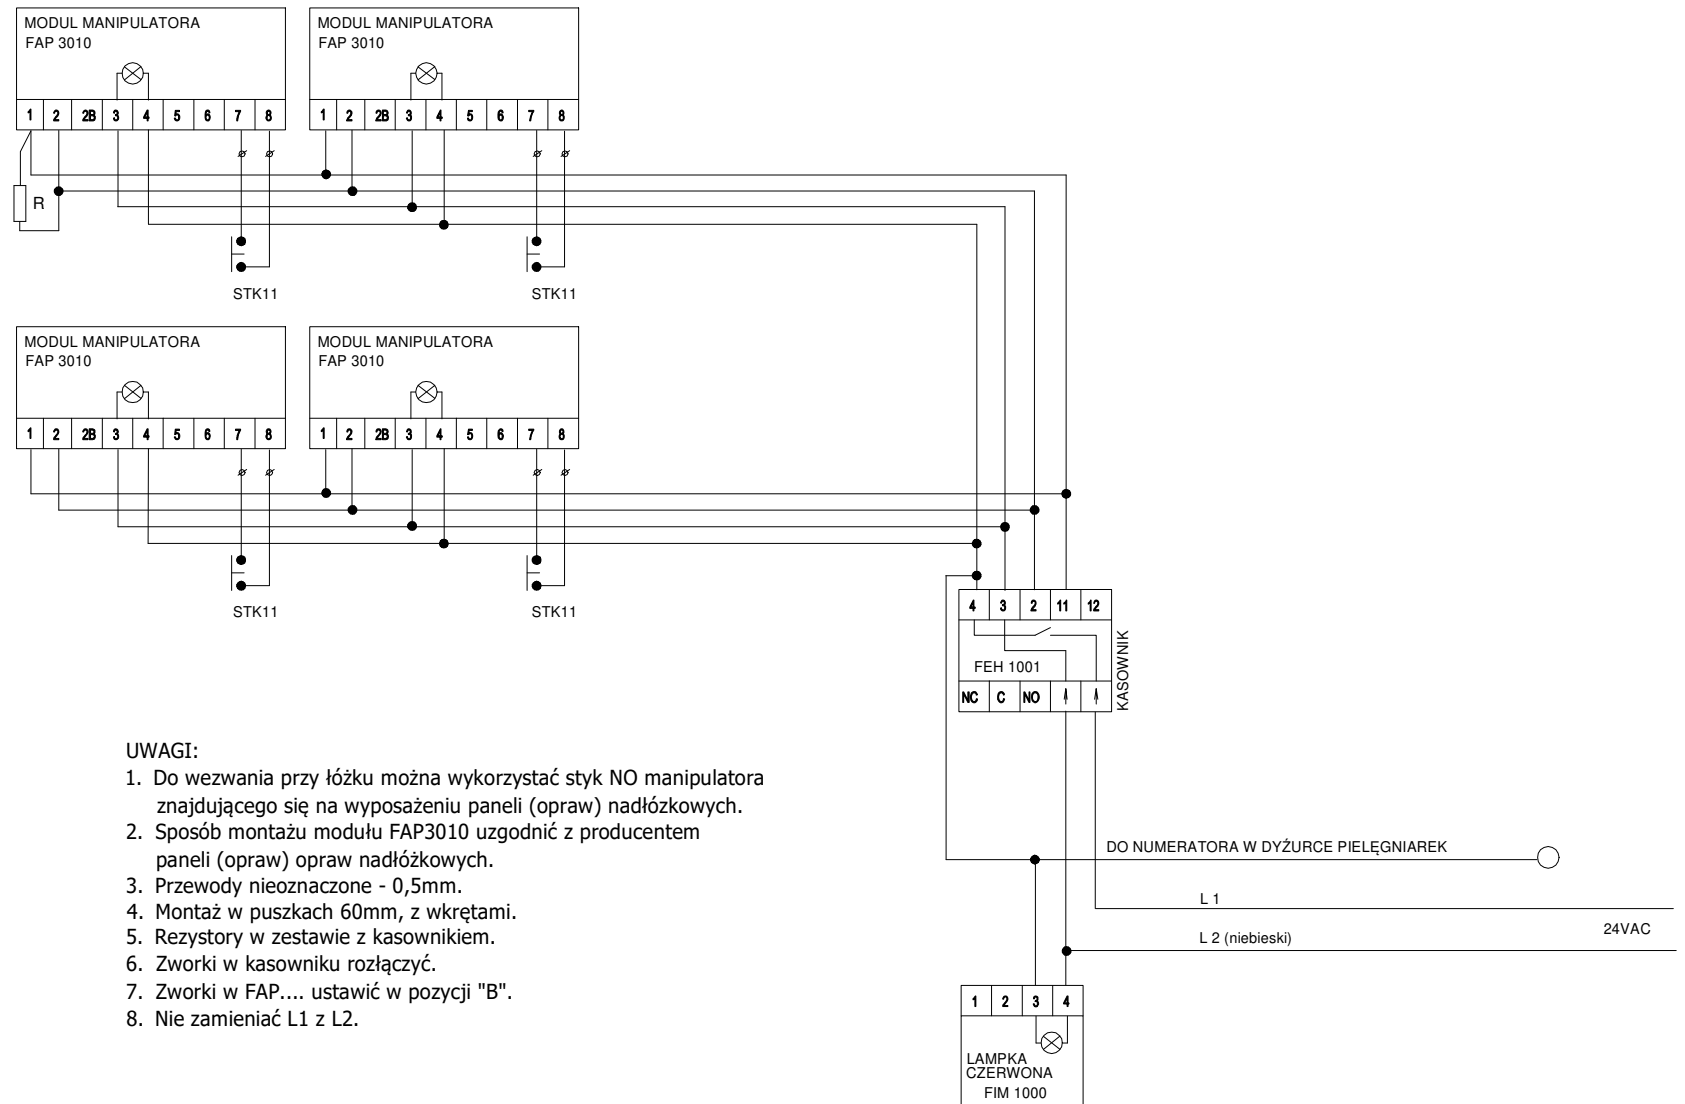 MODUL MANIPULATORA
FAP 3010
1 2 2B 3 4 5 6 7 8
MODUL MANIPULATORA
FAP 3010
1 2 2B 3 4 5 6 7 8
R
STK11
STK11
MODUL MANIPULATORA
FAP 3010
1 2 2B 3 4 5 6 7 8
MODUL MANIPULATORA
FAP 3010
1 2 2B 3 4 5 6 7 8
STK11
STK11
4 3 2 11 12
FEH 1001
NC C NO
KASOWNIK
UWAGI:
1. Do wezwania przy łóżku można wykorzystać styk NO manipulatora
znajdującego się na wyposażeniu paneli (opraw) nadłózkowych.
2. Sposób montażu modułu FAP3010 uzgodnić z producentem
paneli (opraw) opraw nadłóżkowych.
3. Przewody nieoznaczone - 0,5mm.
4. Montaż w puszkach 60mm, z wkrętami.
5. Rezystory w zestawie z kasownikiem.
6. Zworki w kasowniku rozłączyć.
7. Zworki w FAP.... ustawić w pozycji "B".
8. Nie zamieniać L1 z L2.
DO NUMERATORA W DYŻURCE PIELĘGNIAREK
L 1
24VAC
L 2 (niebieski)
1 2 3 4
LAMPKA
CZERWONA
FIM 1000